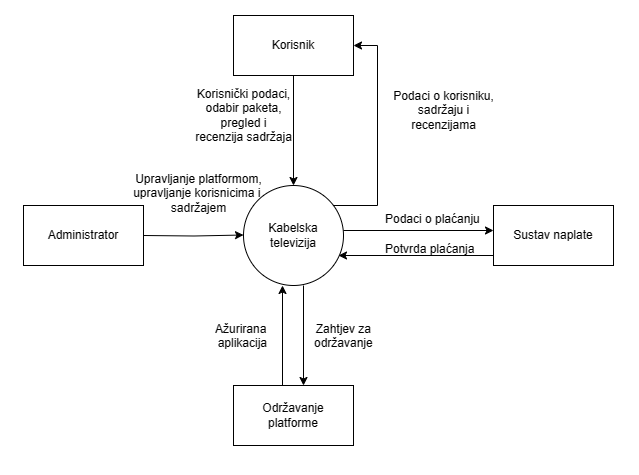 Korisnik
Korisnički podaci,
odabir paketa,
pregled i
recenzija sadržaja
Podaci o korisniku,
sadržaju i
recenzijama
Upravljanje platformom,
upravljanje korisnicima i
sadržajem
Administrator
Kabelska
televizija
Podaci o plaćanju
Potvrda plaćanja
Sustav naplate
Ažurirana
aplikacija
Zahtjev za
održavanje
Održavanje
platforme